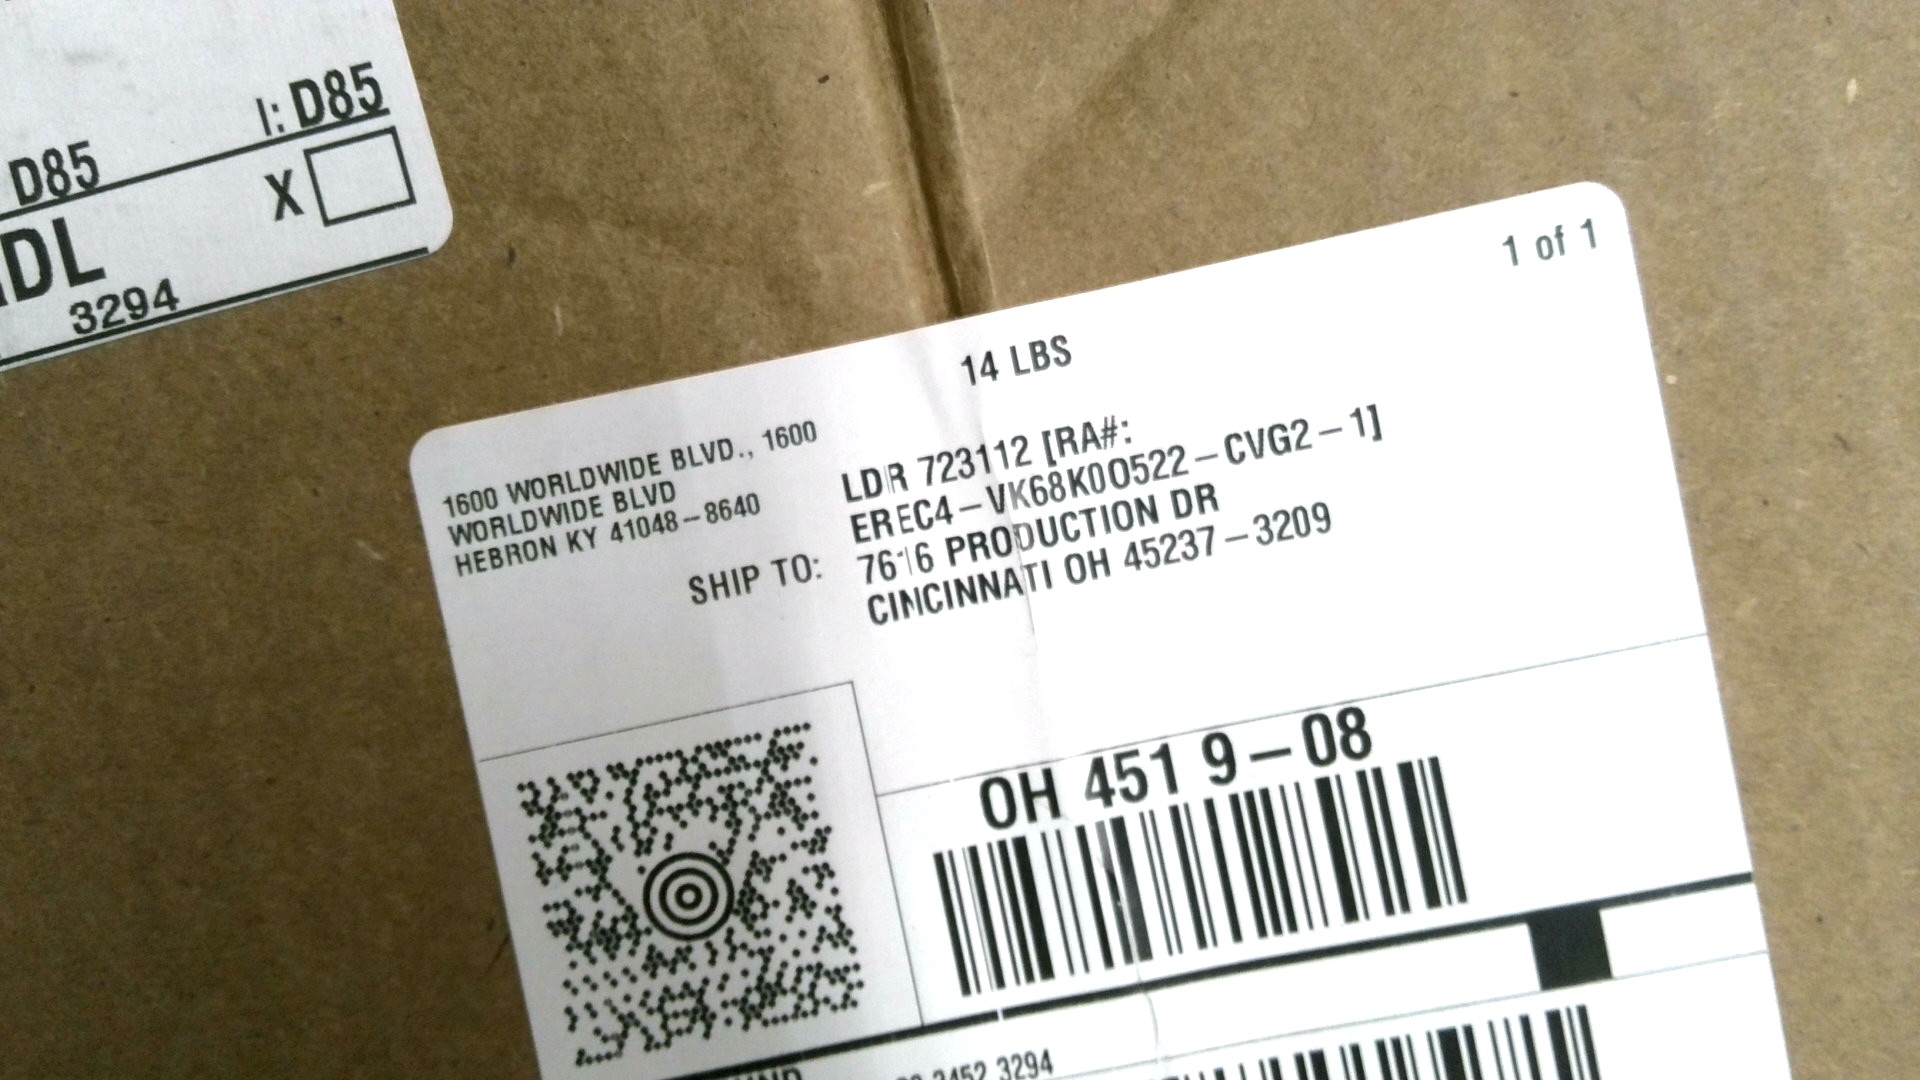 I: D85
D85
X
DL
3294
1 of 1
14 LBS
1600 WORLDWIDE BLVD., 1600
WORLDWIDE BLVD
HEBRON KY 41048-8640
SHIP TO:
LDR 723112 [RA#:
EREC4-VK68K00522-CVG2-1]
7616 PRODUCTION DR
CINCINNATI OH 45237-3209
OH 451 9-08
3452 3294